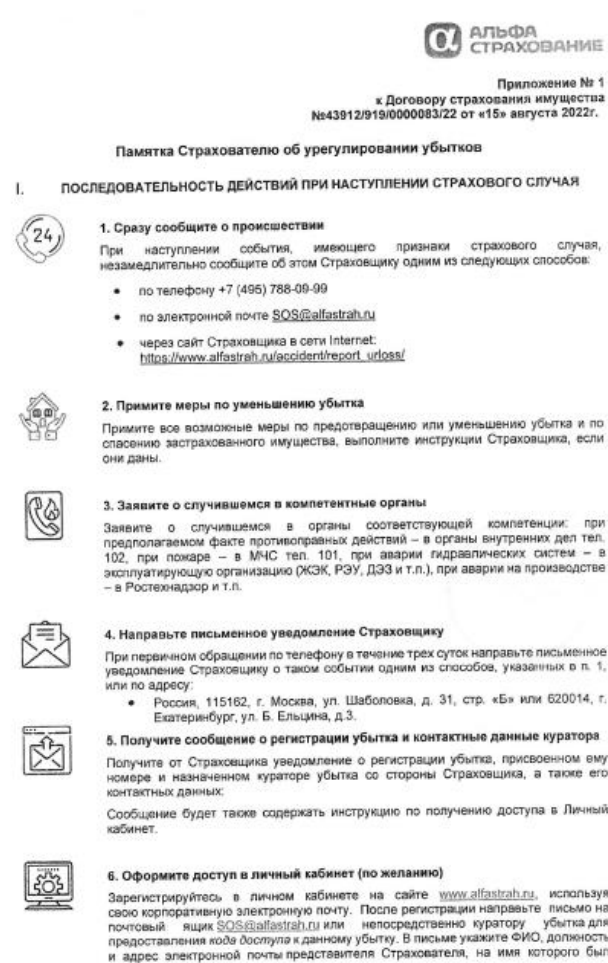 АЛЬФА
СТРАХОВАНИЕ
Приложение № 1
к Договору страхования имущества
№43912/919/0000083/22 от «15» августа 2022г.
Памятка Страхователю об урегулировании убытков
I. ПОСЛЕДОВАТЕЛЬНОСТЬ ДЕЙСТВИЙ ПРИ НАСТУПЛЕНИИ СТРАХОВОГО СЛУЧАЯ
24
1. Сразу сообщите о происшествии
При наступлении события, имеющего признаки страхового случая,
незамедлительно сообщите об этом Страховщику одним из следующих способов:
• по телефону +7 (495) 788-09-99
• по электронной почте SOS@alfastrah.ru
• через сайт Страховщика в сети Internet:
https://www.alfastrah.ru/accident/report_urloss/
2. Примите меры по уменьшению убытка
Примите все возможные меры по предотвращению или уменьшению убытка и по
спасению застрахованного имущества, выполните инструкции Страховщика, если
они даны.
3. Заявите о случившемся в компетентные органы
Заявите о случившемся в органы соответствующей компетенции: при
предполагаемом факте противоправных действий – в органы внутренних дел тел.
102, при пожаре – в МЧС тел. 101, при аварии гидравлических систем – в
эксплуатирующую организацию (ЖЭК, РЭУ, ДЭЗ и т.п.), при аварии на производстве
– в Ростехнадзор и т.п.
4. Направьте письменное уведомление Страховщику
При первичном обращении по телефону в течение трех суток направьте письменное
уведомление Страховщику о таком событии одним из способов, указанных в п. 1,
или по адресу:
• Россия, 115162, г. Москва, ул. Шаболовка, д. 31, стр. «Б» или 620014, г.
Екатеринбург, ул. Б. Ельцина, д.3.
5. Получите сообщение о регистрации убытка и контактные данные куратора
Получите от Страховщика уведомление о регистрации убытка, присвоенном ему
номере и назначенном кураторе убытка со стороны Страховщика, а также его
контактных данных:
Сообщение будет также содержать инструкцию по получению доступа в Личный
кабинет.
6. Оформите доступ в личный кабинет (по желанию)
Зарегистрируйтесь в личном кабинете на сайте www.alfastrah.ru, используя
свою корпоративную электронную почту. После регистрации направьте письмо на
почтовый ящик SOS@alfastrah.ru или непосредственно куратору убытка для
предоставления кода доступа к данному убытку. В письме укажите ФИО, должность
и адрес электронной почты представителя Страхователя, на имя которого был